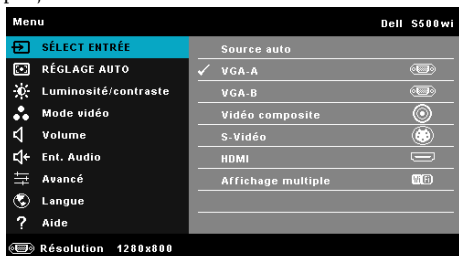 Menu Dell S500wi
SÉLECT ENTRÉE Source auto
RÉGLAGE AUTO VGA-A
Luminosité/contraste VGA-B
Mode vidéo Vidéo composite
Volume S-Vidéo
Ent. Audio HDMI
Avancé Affichage multiple
Langue
? Aide
Résolution 1280x800